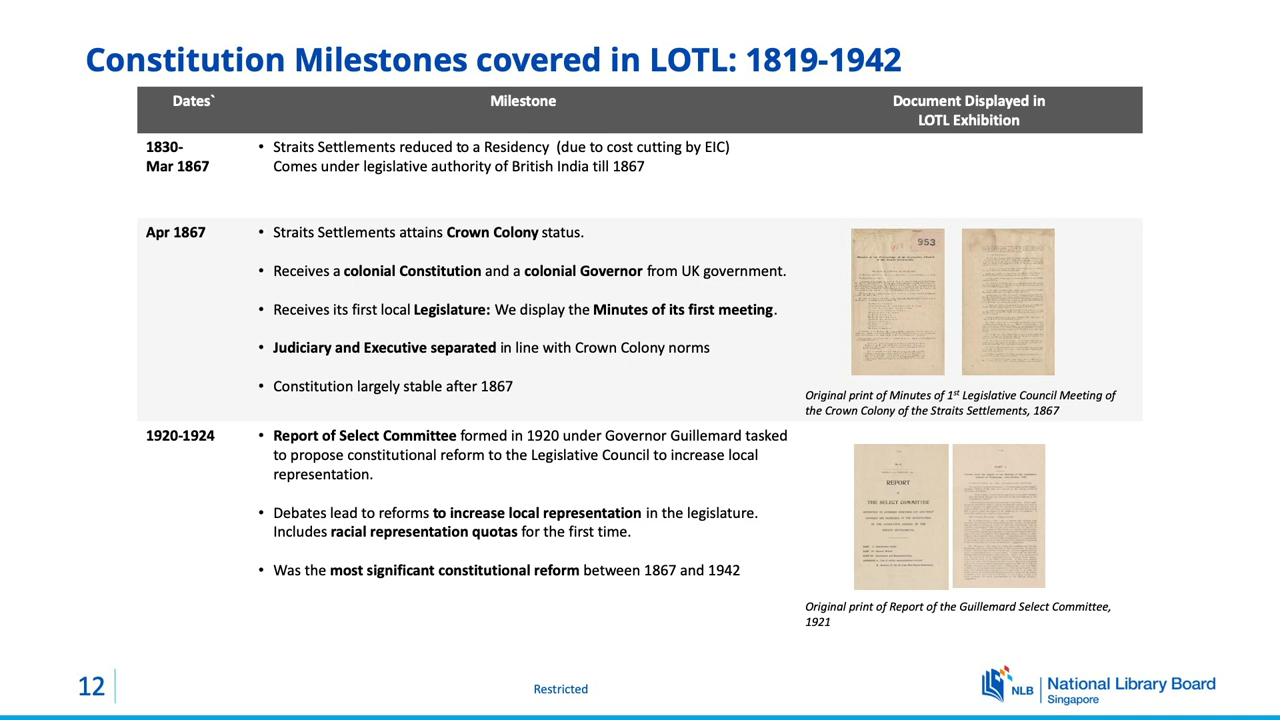 Constitution Milestones covered in LOTL: 1819-1942
Dates`
Milestone
Document Displayed in
LOTL Exhibition
1830-
Mar 1867
• Straits Settlements reduced to a Residency (due to cost cutting by EIC)
Comes under legislative authority of British India till 1867
Apr 1867
• Straits Settlements attains Crown Colony status.
• Receives a colonial Constitution and a colonial Governor from UK government.
• Receives its first local Legislature: We display the Minutes of its first meeting.
• Judiciary and Executive separated in line with Crown Colony norms
• Constitution largely stable after 1867
953
Original print of Minutes of 1st Legislative Council Meeting of
the Crown Colony of the Straits Settlements, 1867
1920-1924
• Report of Select Committee formed in 1920 under Governor Guillemard tasked
to propose constitutional reform to the Legislative Council to increase local
representation.
• Debates lead to reforms to increase local representation in the legislature.
Includes racial representation quotas for the first time.
• Was the most significant constitutional reform between 1867 and 1942
REPORT
THE SELECT COMMITTEE
Original print of Report of the Guillemard Select Committee,
1921
12
Restricted
NLB
National Library Board
Singapore